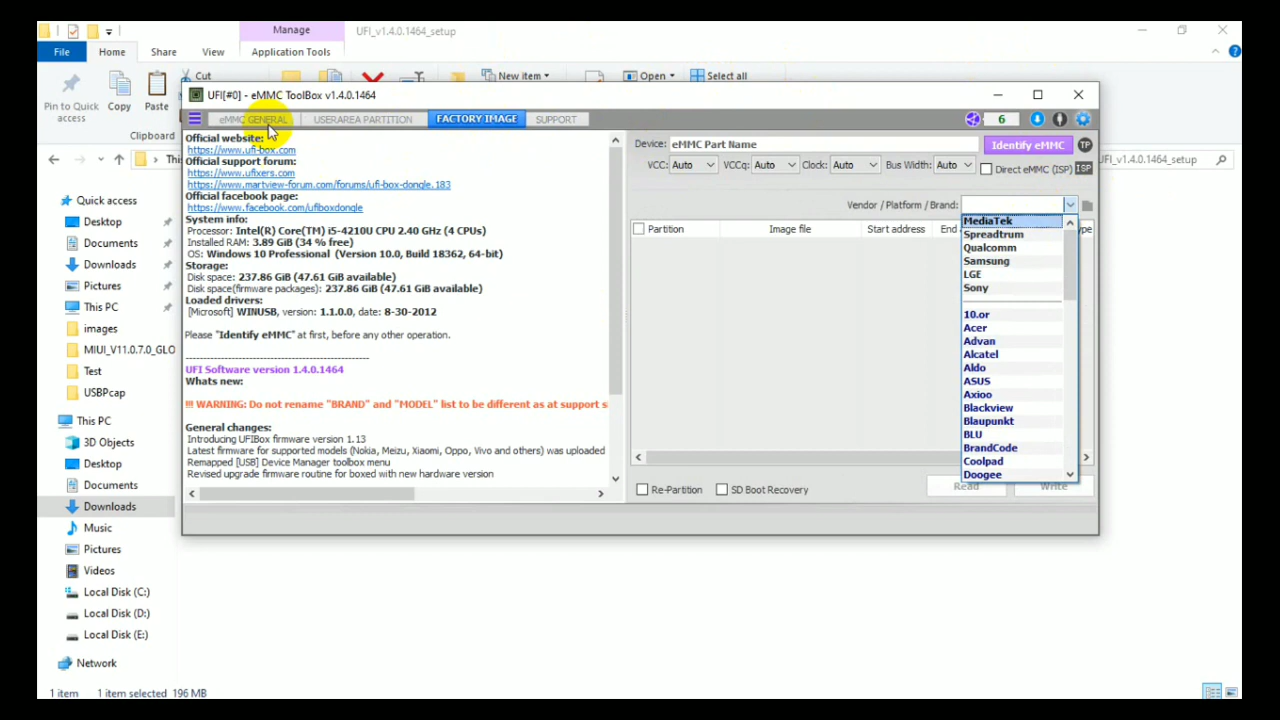 Manage
UFI_v1.4.0.1464_setup
File
Home
Share
View
Application Tools
Pin to Quick access
Copy
Paste
Cut
New item
Open
Select all
Clipboard
UFI_v1.4.0.1464_setup
Quick access
Desktop
Documents
Downloads
Pictures
This PC
images
MIUI_V11.0.7.0_GLO
Test
USBPcap
This PC
3D Objects
Desktop
Documents
Downloads
Music
Pictures
Videos
Local Disk (C:)
Local Disk (D:)
Local Disk (E:)
Network
1 item
1 item selected 196 MB
UFI[#0] - eMMC ToolBox v1.4.0.1464
eMMC GENERAL
USERAREA PARTITION
FACTORY IMAGE
SUPPORT
6
Official website:
https://www.ufi-box.com
Official support forum:
https://www.ufixers.com
https://www.martview-forum.com/forums/ufi-box-dongle.183
Official facebook page:
https://www.facebook.com/ufiboxdongle
System info:
Processor: Intel(R) Core(TM) i5-4210U CPU 2.40 GHz (4 CPUs)
Installed RAM: 3.89 GiB (34 % free)
OS: Windows 10 Professional (Version 10.0, Build 18362, 64-bit)
Storage:
Disk space: 237.86 GiB (47.61 GiB available)
Disk space(firmware packages): 237.86 GiB (47.61 GiB available)
Loaded drivers:
[Microsoft] WINUSB, version: 1.1.0.0, date: 8-30-2012
Please "Identify eMMC" at first, before any other operation.
--------------------------------------------------
UFI Software version 1.4.0.1464
Whats new:
!!! WARNING: Do not rename "BRAND" and "MODEL" list to be different as at support s
General changes:
Introducing UFIBox firmware version 1.13
Latest firmware for supported models (Nokia, Meizu, Xiaomi, Oppo, Vivo and others) was uploaded
Remapped [USB] Device Manager toolbox menu
Revised upgrade firmware routine for boxed with new hardware version
Device: eMMC Part Name
Identify eMMC
TP
VCC: Auto
VCCq: Auto
Clock: Auto
Bus Width: Auto
Direct eMMC (ISP)
ISP
Vendor / Platform / Brand:
Partition
Image file
Start address
End
MediaTek
Spreadtrum
Qualcomm
Samsung
LGE
Sony
10.or
Acer
Advan
Alcatel
Aldo
ASUS
Axioo
Blackview
Blaupunkt
BLU
BrandCode
Coolpad
Doogee
Re-Partition
SD Boot Recovery
Read
Write